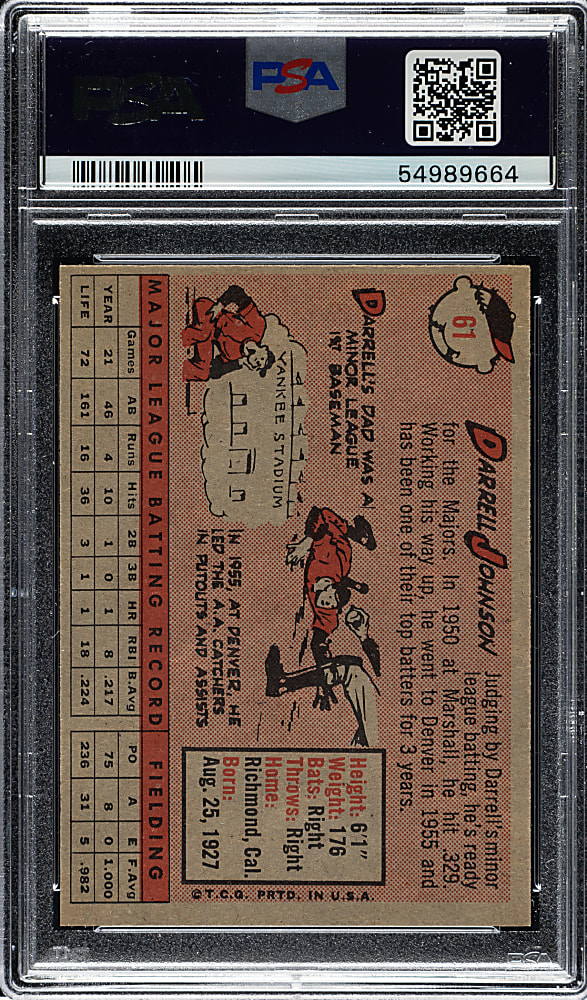 PSA
PSA
54989664
61
DARRELL JOHNSON
Judging by Darrell's minor
league batting, he's ready
for the Majors. In 1950 at Marshall, he hit .329.
Working his way up, he went to Denver in 1955 and
has been one of their top batters for 3 years.
DARRELL'S DAD WAS A
MINOR LEAGUE
1ST BASEMAN
YANKEE STADIUM
IN 1955, AT DENVER, HE
LED THE A.A. CATCHERS
IN PUTOUTS AND ASSISTS
Height: 6'1"
Weight: 176
Bats: Right
Throws: Right
Home:
Richmond, Cal.
Born:
Aug. 25, 1927
©T.C.G. PRTD. IN U.S.A.
MAJOR LEAGUE BATTING RECORD FIELDING
Games AB Runs Hits 2B 3B HR RBI B.Avg PO A E F.Avg
YEAR 21 46 4 10 1 0 1 8 .217 75 8 0 1.000
LIFE 72 161 16 36 3 1 1 18 .224 236 31 5 .982
PSA